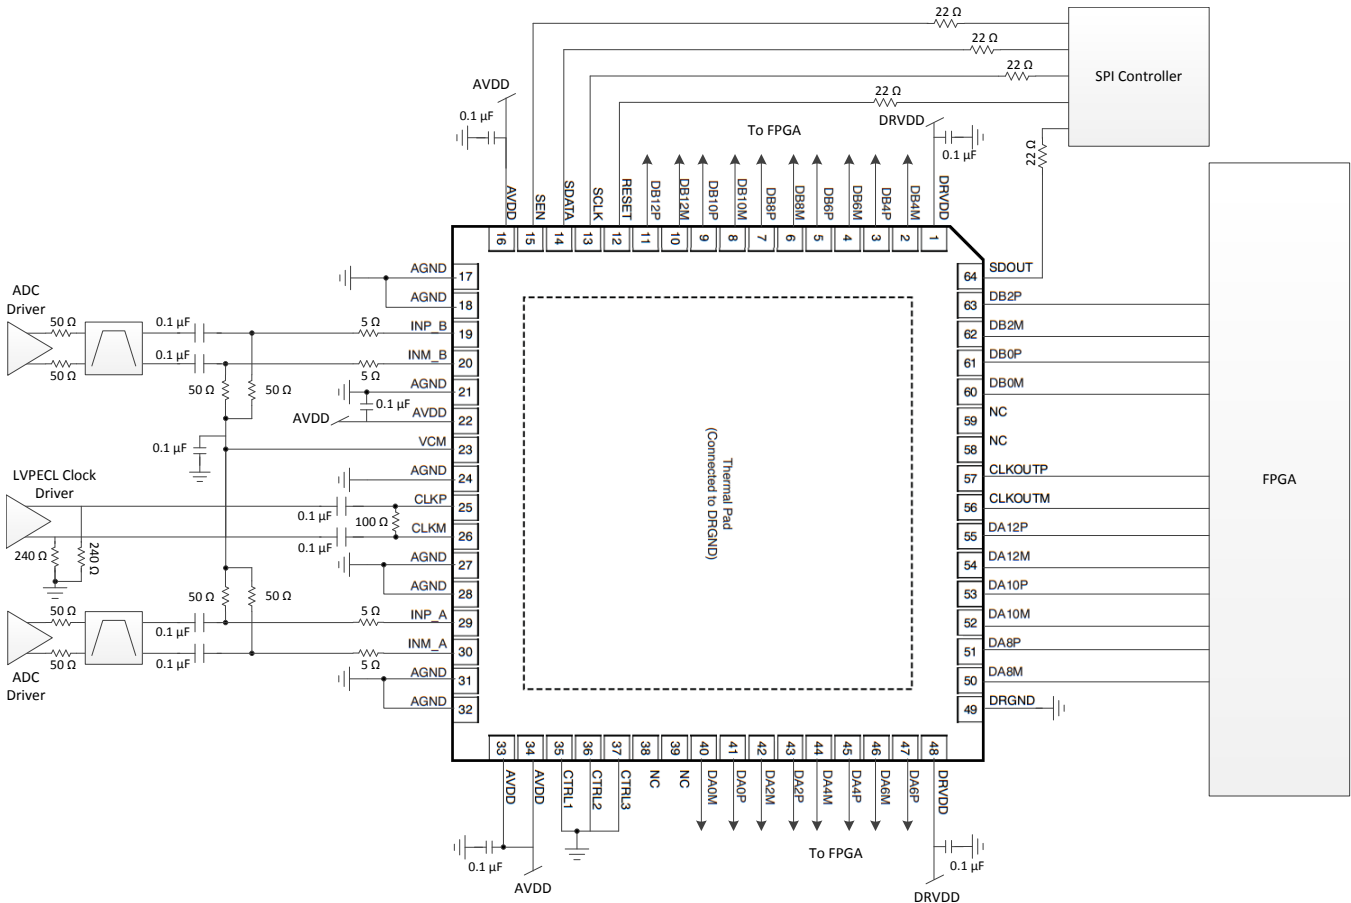 22 Ω
22 Ω
22 Ω
22 Ω
22 Ω
SPI Controller
AVDD
0.1 µF
To FPGA
DRVDD
0.1 µF
AVDD
SEN
SDATA
SCLK
RESET
DB12P
DB12M
DB10P
DB10M
DB8P
DB8M
DB6P
DB6M
DB4P
DB4M
DRVDD
16
15
14
13
12
11
10
9
8
7
6
5
4
3
2
1
AGND
17
AGND
18
INP_B
19
INM_B
20
AGND
21
AVDD
22
VCM
23
AGND
24
CLKP
25
CLKM
26
AGND
27
AGND
28
INP_A
29
INM_A
30
AGND
31
AGND
32
ADC
Driver
50 Ω
50 Ω
0.1 µF
0.1 µF
5 Ω
5 Ω
50 Ω
50 Ω
0.1 µF
AVDD
0.1 µF
LVPECL Clock
Driver
240 Ω
240 Ω
0.1 µF
100 Ω
0.1 µF
50 Ω
50 Ω
50 Ω
50 Ω
0.1 µF
0.1 µF
5 Ω
5 Ω
ADC
Driver
Thermal Pad
(Connected to DRGND)
64
SDOUT
63
DB2P
62
DB2M
61
DB0P
60
DB0M
59
NC
58
NC
57
CLKOUTP
56
CLKOUTM
55
DA12P
54
DA12M
53
DA10P
52
DA10M
51
DA8P
50
DA8M
49
DRGND
FPGA
33
34
35
36
37
38
39
40
41
42
43
44
45
46
47
48
AVDD
AVDD
CTRL1
CTRL2
CTRL3
NC
NC
DA0M
DA0P
DA2M
DA2P
DA4M
DA4P
DA6M
DA6P
DRVDD
0.1 µF
AVDD
To FPGA
0.1 µF
DRVDD